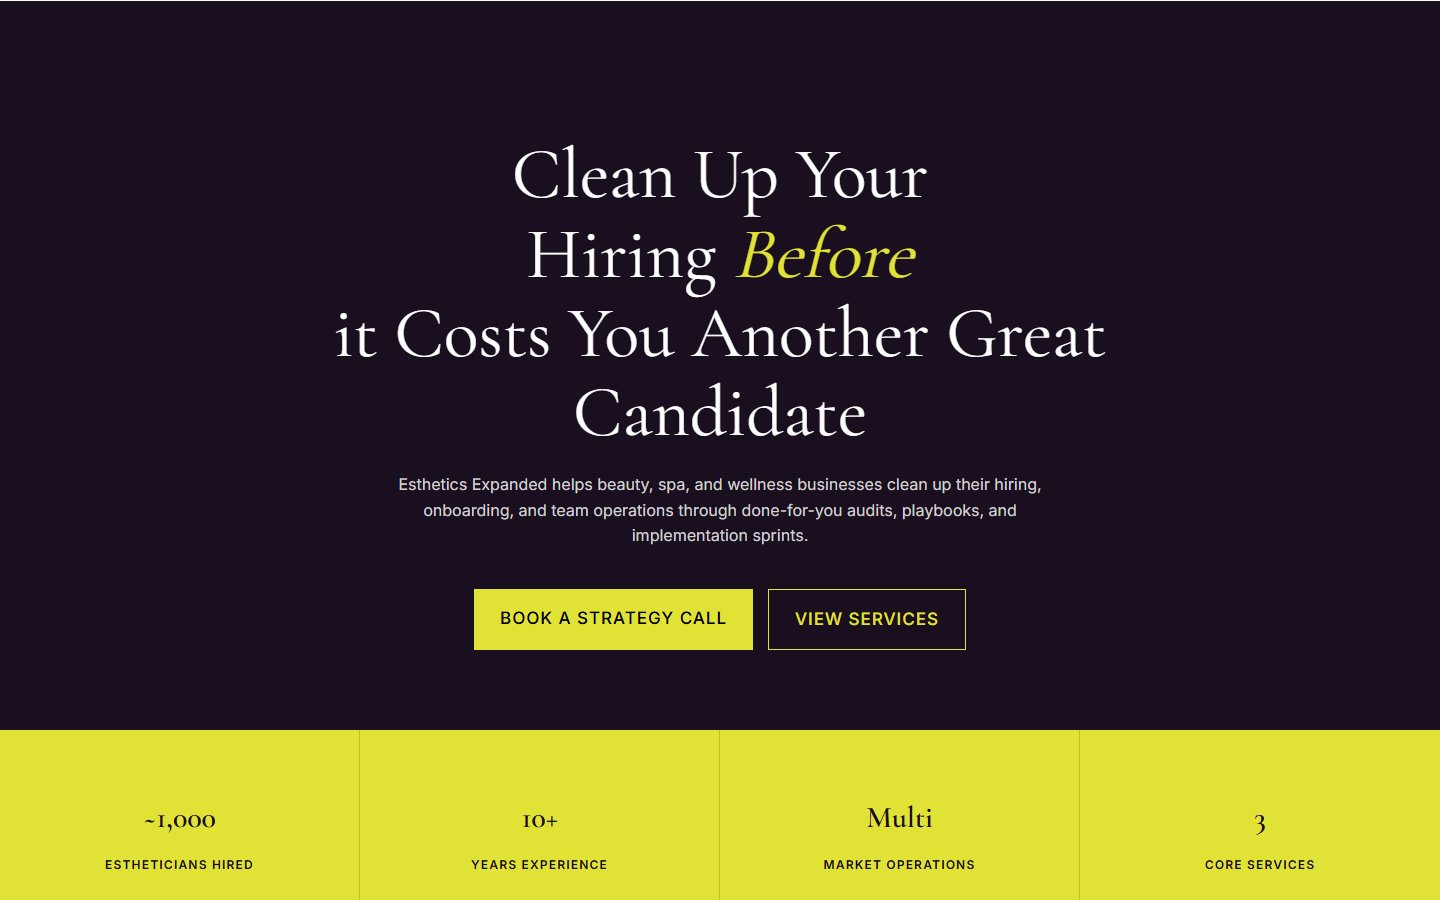 Clean Up Your
Hiring Before
it Costs You Another Great
Candidate
Esthetics Expanded helps beauty, spa, and wellness businesses clean up their hiring,
onboarding, and team operations through done-for-you audits, playbooks, and
implementation sprints.
BOOK A STRATEGY CALL
VIEW SERVICES
~1,000
ESTHETICIANS HIRED
10+
YEARS EXPERIENCE
Multi
MARKET OPERATIONS
3
CORE SERVICES